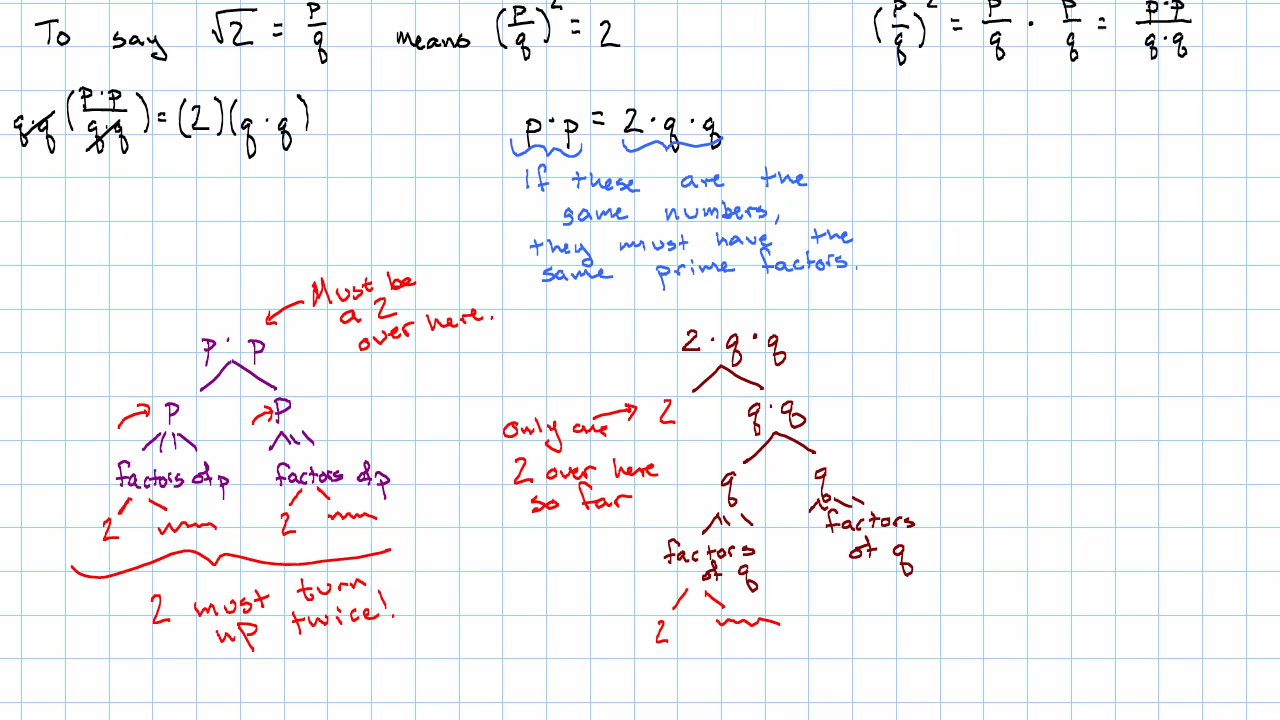 To say √2 = p/q means (p/q)² = 2
(p/q)² = p/q · p/q = p·p/q·q
q·q (p·p/q·q) = (2)(q·q)
p·p = 2·q·q
If these are the
same numbers,
they must have the
same prime factors.
Must be
a 2
over here.
p·p
p p
factors of p factors of p
2 2
2 must turn
up twice!
2·q·q
2 q·q
Only one
2 over here
so far
q q
factors
of q
factors
of q
2